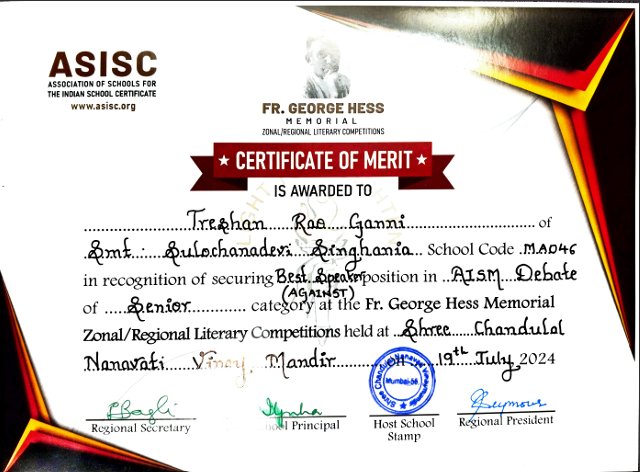 ASISC
ASSOCIATION OF SCHOOLS FOR
THE INDIAN SCHOOL CERTIFICATE
www.asisc.org
FR. GEORGE HESS
MEMORIAL
ZONAL/REGIONAL LITERARY COMPETITIONS
★ CERTIFICATE OF MERIT ★
IS AWARDED TO
Treshan Rao Ganni of
Smt. Sulochanadevi Singhania School Code MA046
in recognition of securing Best Speaker position in AISM Debate
(AGAINST)
of Senior category at the Fr. George Hess Memorial
Zonal/Regional Literary Competitions held at Shree Chandulal
Nanavati Vinay Mandir on 19th July 2024
Mumbai-56
Regional Secretary
Principal
Host School
Stamp
Regional President